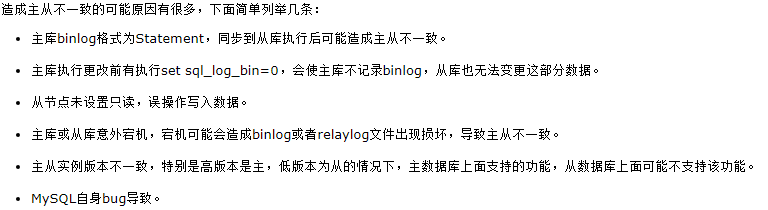 造成主从不一致的可能原因有很多，下面简单列举几条：
主库binlog格式为Statement，同步到从库执行后可能造成主从不一致。
主库执行更改前有执行set sql_log_bin=0，会使主库不记录binlog，从库也无法变更这部分数据。
从节点未设置只读，误操作写入数据。
主库或从库意外宕机，宕机可能会造成binlog或者relaylog文件出现损坏，导致主从不一致。
主从实例版本不一致，特别是高版本是主，低版本为从的情况下，主数据库上面支持的功能，从数据库上面可能不支持该功能。
MySQL自身bug导致。